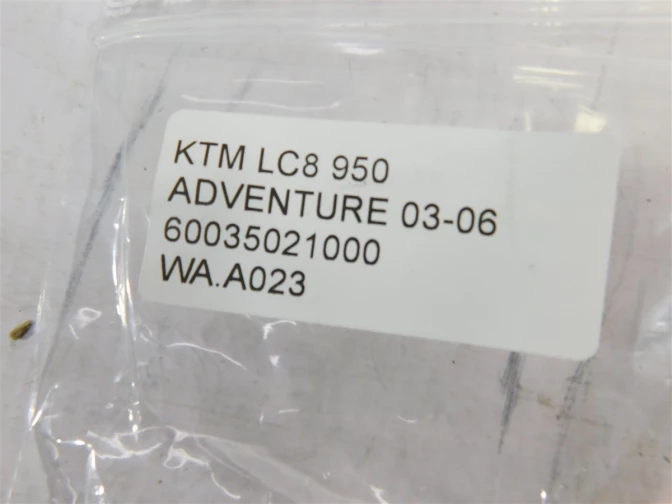 KTM LC8 950
ADVENTURE 03-06
60035021000
WA.A023